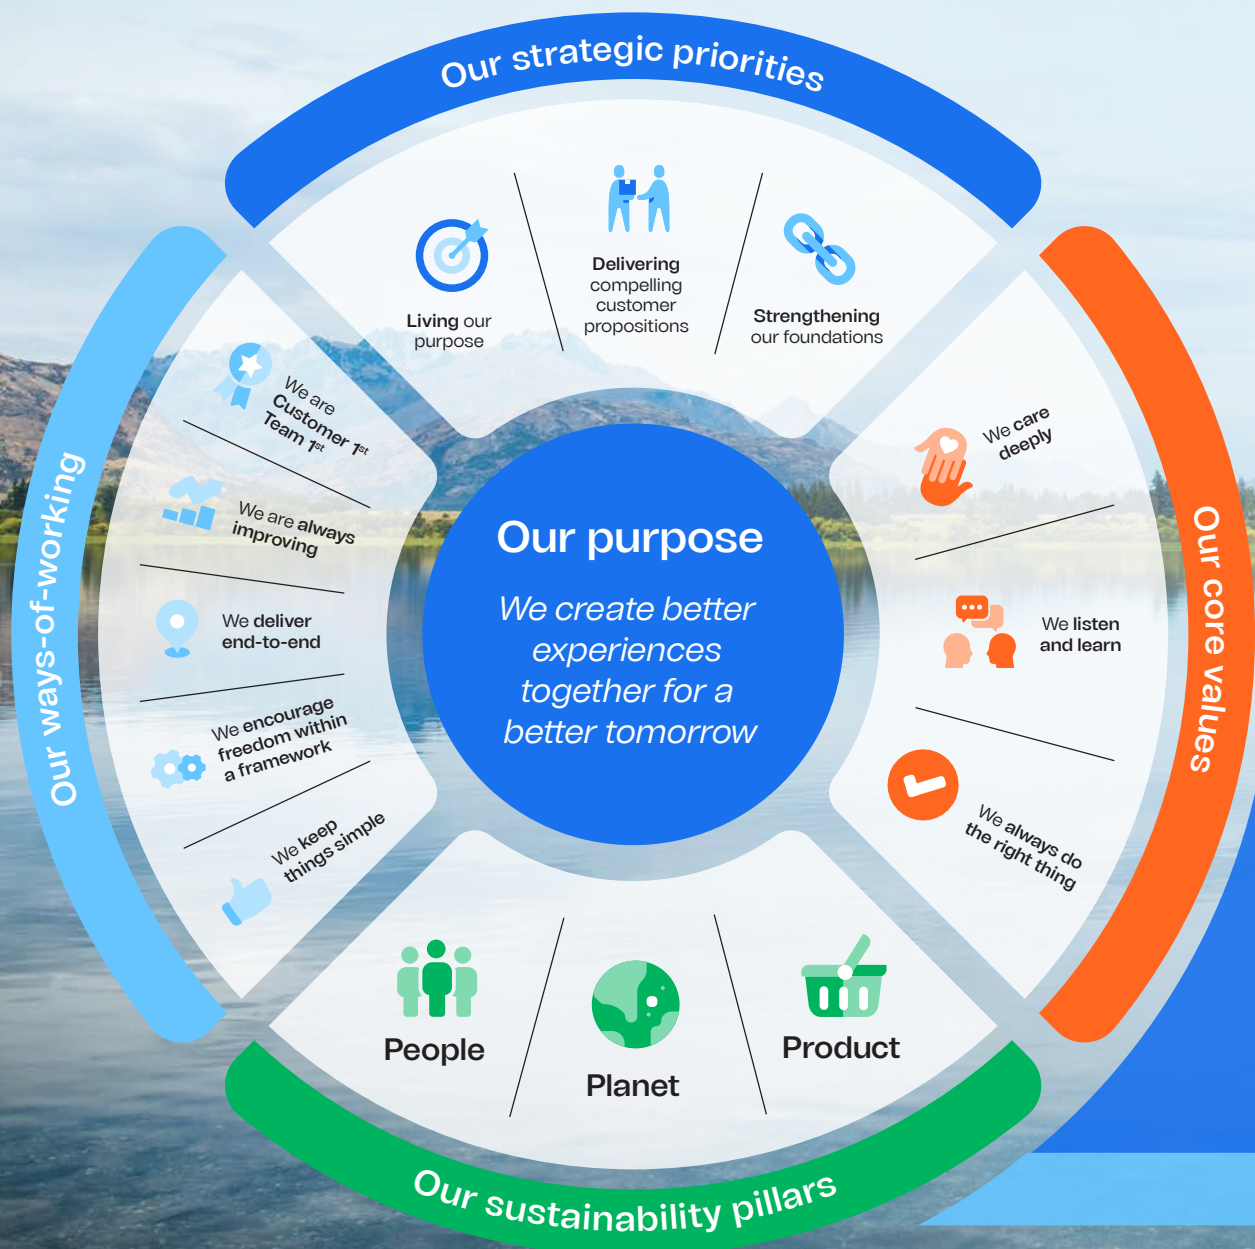 Our strategic priorities
Living our
purpose
Delivering
compelling
customer
propositions
Strengthening
our foundations
Our core values
We care
deeply
We listen
and learn
We always do
the right thing
Our sustainability pillars
People
Planet
Product
Our ways-of-working
We are
Customer 1st
Team 1st
We are always
improving
We deliver
end-to-end
We encourage
freedom within
a framework
We keep
things simple
Our purpose
We create better
experiences
together for a
better tomorrow